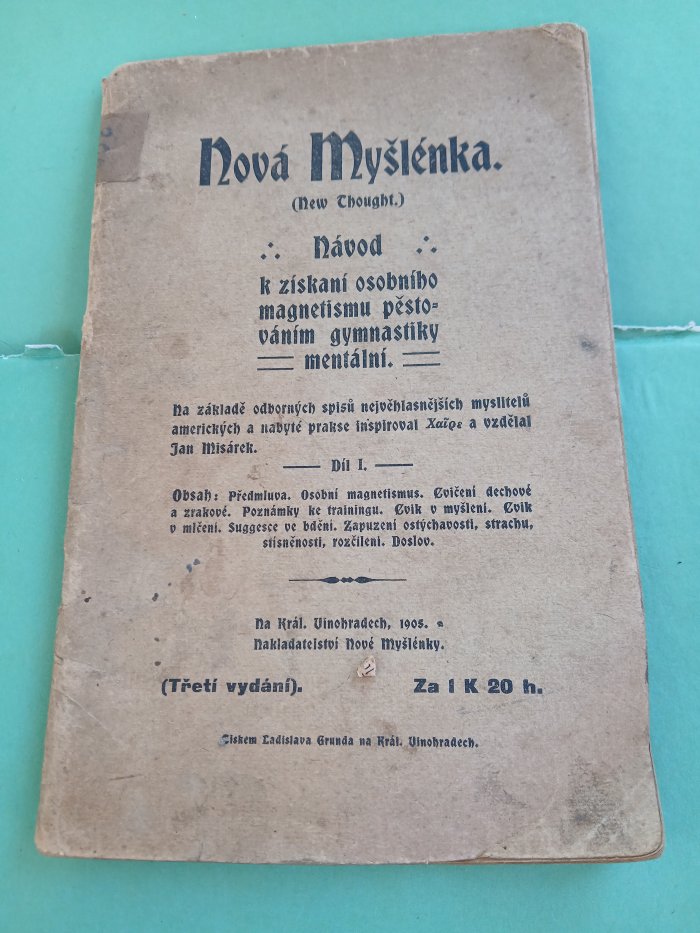 Nová Myšlénka.
(New Thought.)
Návod
k získaní osobního
magnetismu pěsto-
váním gymnastiky
mentální.
Na základě odborných spisů nejvěhlasnějších myslitelů
amerických a nabyté prakse inspiroval Χαῖρε a vzdělal
Jan Misárek.
Díl I.
Obsah: Předmluva. Osobní magnetismus. Cvičení dechové
a zrakové. Poznámky ke trainingu. Cvik v myšlení. Cvik
v mlčení. Suggesce ve bdění. Zapuzení ostýchavosti, strachu,
stísněnosti, rozčílení. Doslov.
Na Král. Vinohradech, 1905.
Nakladatelství Nové Myšlénky.
(Třetí vydání). Za 1 K 20 h.
Tiskem Ladislava Grunda na Král. Vinohradech.